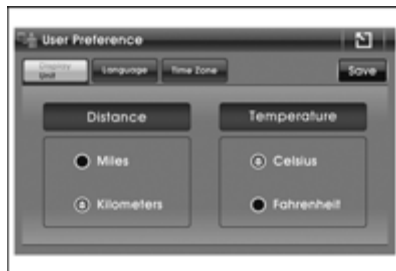 User Preference
Display
Unit
Language
Time Zone
Save
Distance
Temperature
Miles
Celsius
Kilometers
Fahrenheit